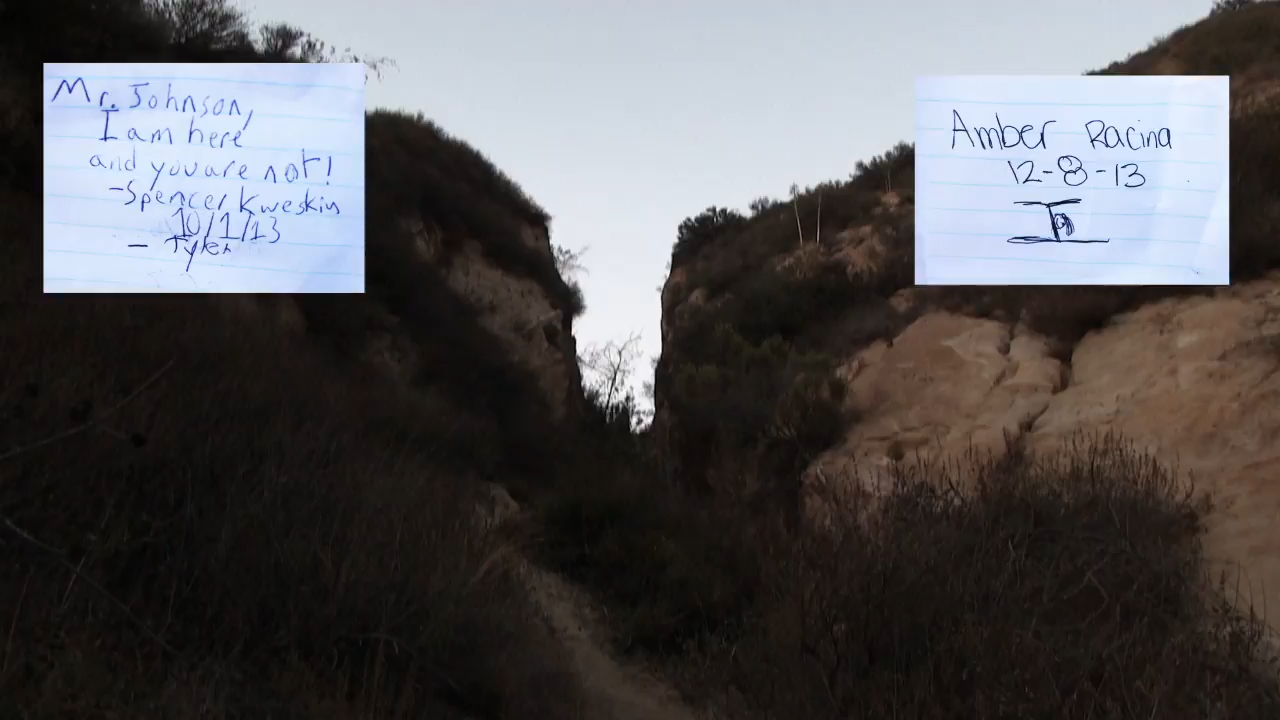 Mr. Johnson,
I am here
and you are not!
-Spencer Kweskin
10/1/13
- Tyler
Amber Racina
12-8-13